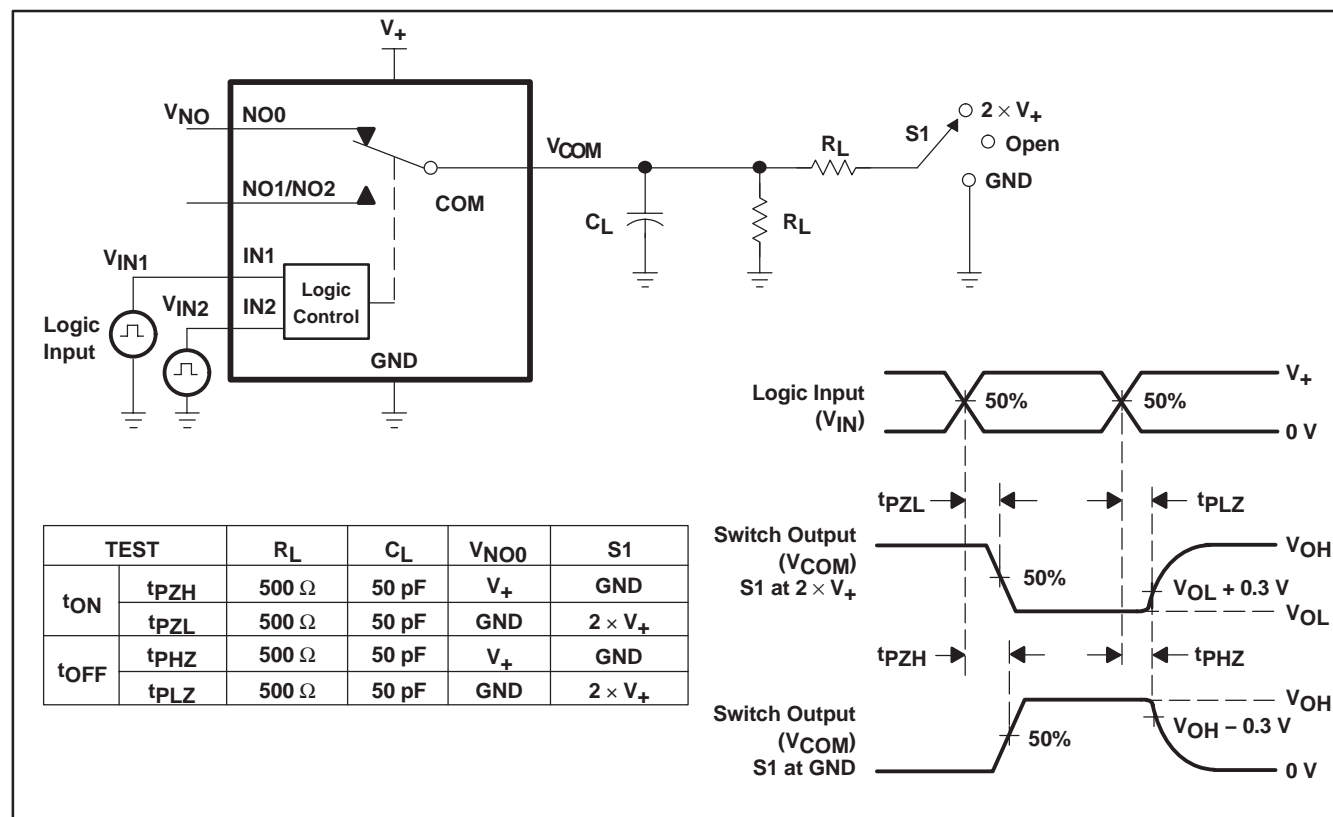 V+
VNO
NO0
NO1/NO2
COM
VCOM
CL
RL
RL
S1
2 × V+
Open
GND
VIN1
IN1
VIN2
IN2
Logic
Control
Logic
Input
GND
Logic Input
(VIN)
50%
50%
V+
0 V
tPZL
tPLZ
Switch Output
(VCOM)
S1 at 2 × V+
50%
VOH
VOL + 0.3 V
VOL
tPZH
tPHZ
Switch Output
(VCOM)
S1 at GND
50%
VOH
VOH – 0.3 V
0 V
TEST RL CL VNO0 S1
tON tPZH 500 Ω 50 pF V+ GND
tPZL 500 Ω 50 pF GND 2 × V+
tOFF tPHZ 500 Ω 50 pF V+ GND
tPLZ 500 Ω 50 pF GND 2 × V+